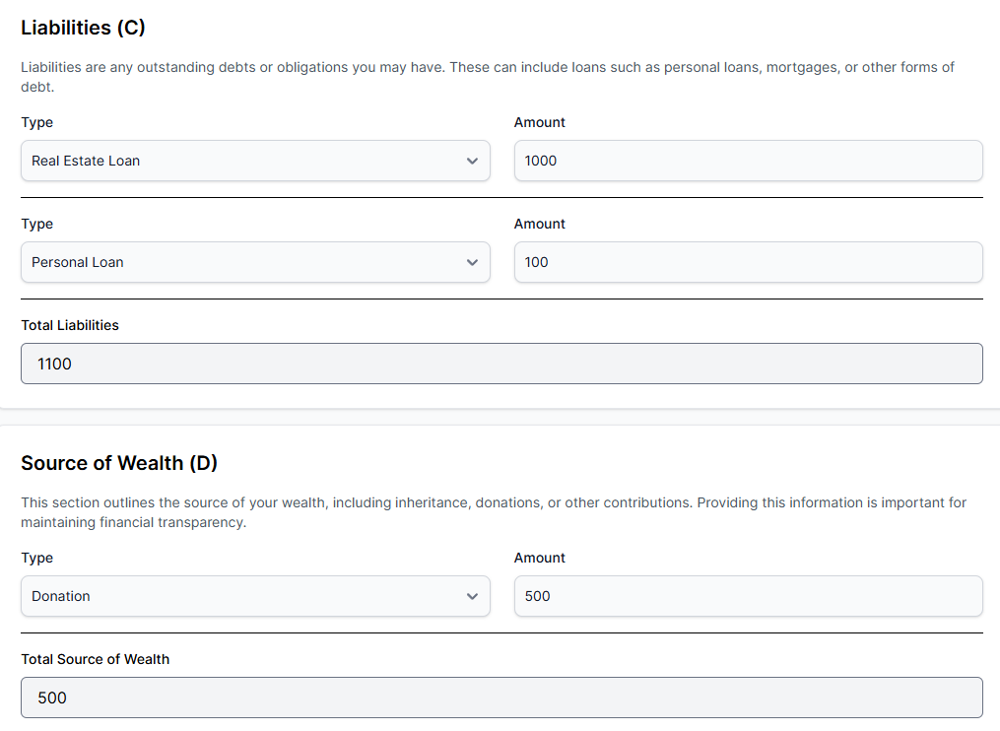 Liabilities (C)
Liabilities are any outstanding debts or obligations you may have. These can include loans such as personal loans, mortgages, or other forms of
debt.
Type Amount
Real Estate Loan 1000
Type Amount
Personal Loan 100
Total Liabilities
1100
Source of Wealth (D)
This section outlines the source of your wealth, including inheritance, donations, or other contributions. Providing this information is important for
maintaining financial transparency.
Type Amount
Donation 500
Total Source of Wealth
500